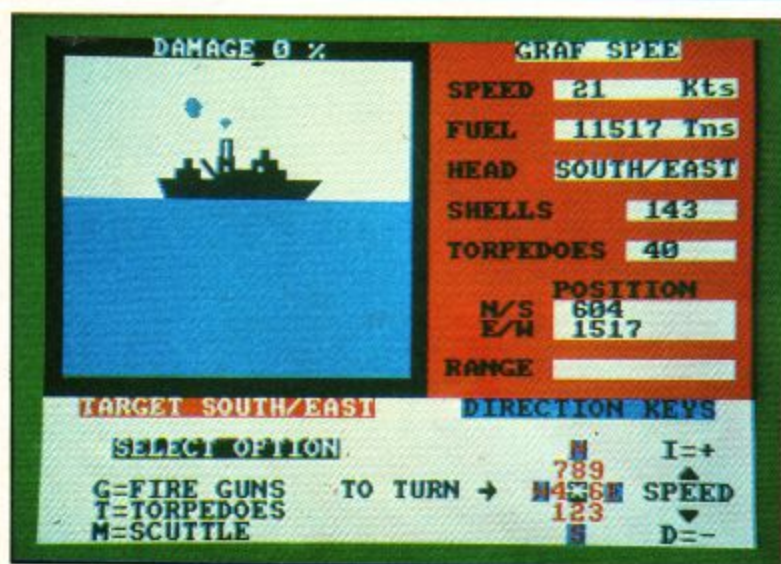 DAMAGE 0 %
GRAF SPEE
SPEED 21 Kts
FUEL 11517 Tns
HEAD SOUTH/EAST
SHELLS 143
TORPEDOES 40
POSITION
N/S 604
E/W 1517
RANGE
TARGET SOUTH/EAST
DIRECTION KEYS
SELECT OPTION
G=FIRE GUNS
T=TORPEDOES
M=SCUTTLE
TO TURN →
N
789
W4 6E
123
S
I=+
▲
SPEED
▼
D=-